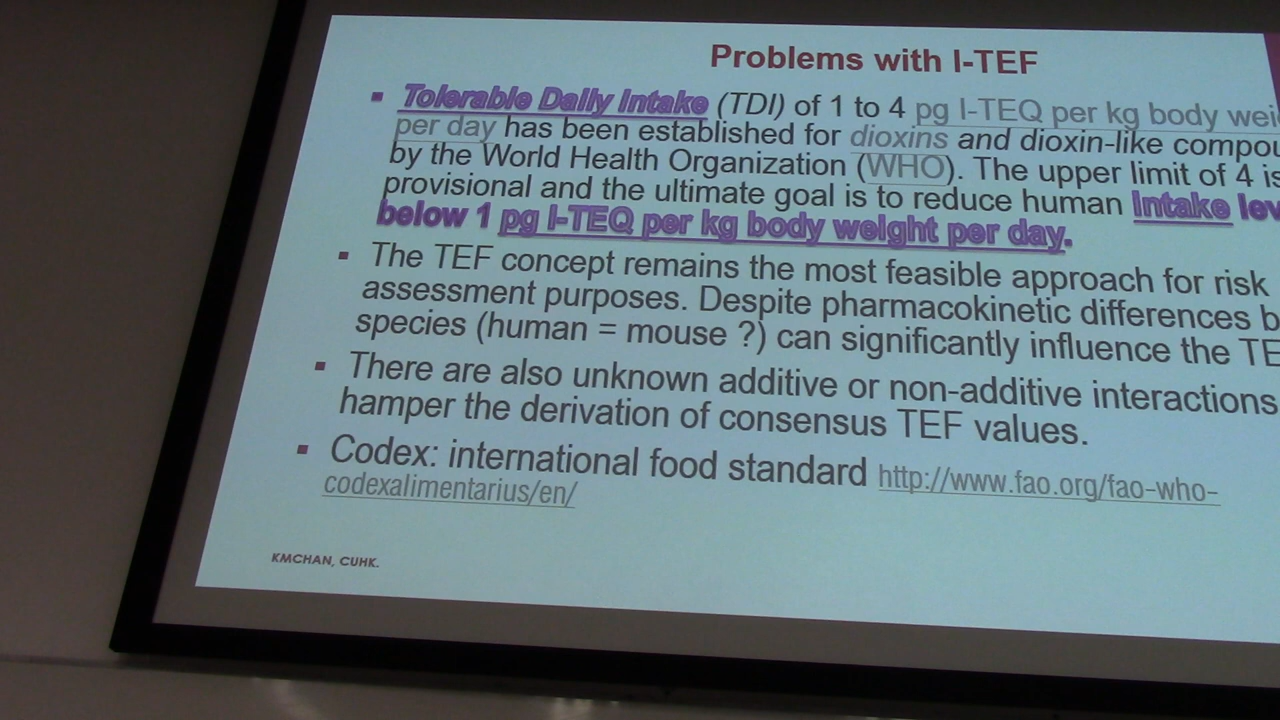 Problems with I-TEF
▪ Tolerable Daily Intake (TDI) of 1 to 4 pg I-TEQ per kg body
per day has been established for dioxins and dioxin-like
by the World Health Organization (WHO). The upper limit of 4 is
provisional and the ultimate goal is to reduce human Intake
below 1 pg I-TEQ per kg body weight per day.
▪ The TEF concept remains the most feasible approach for risk
assessment purposes. Despite pharmacokinetic differences
species (human = mouse ?) can significantly influence the
▪ There are also unknown additive or non-additive interactions
hamper the derivation of consensus TEF values.
▪ Codex: international food standard http://www.fao.org/fao-who-
codexalimentarius/en/
KMCHAN, CUHK.